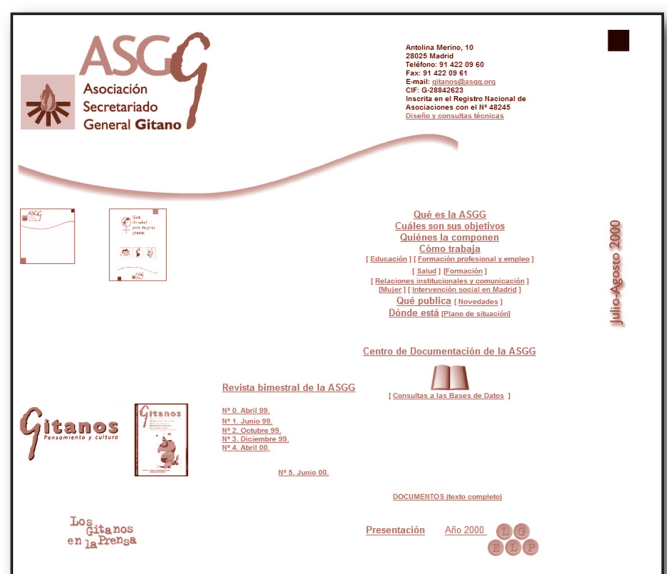 ASGG
Asociación
Secretariado
General Gitano
Antolina Merino, 10
28025 Madrid
Teléfono: 91 422 09 60
Fax: 91 422 09 61
E-mail: gitanos@asgg.org
CIF: G-28842623
Inscrita en el Registro Nacional de
Asociaciones con el Nº 48245
Diseño y consultas técnicas
ASGG
Qué es la ASGG
Cuáles son sus objetivos
Quiénes la componen
Cómo trabaja
[ Educación ] [ Formación profesional y empleo ]
[ Salud ] [Formación ]
[ Relaciones institucionales y comunicación ]
[Mujer ] [ Intervención social en Madrid ]
Qué publica [ Novedades ]
Dónde está [Plano de situación]
Julio-Agosto 2000
Centro de Documentación de la ASGG
[ Consultas a las Bases de Datos ]
Revista bimestral de la ASGG
Nº 0. Abril 99.
Nº 1. Junio 99.
Nº 2. Octubre 99.
Nº 3. Diciembre 99.
Nº 4. Abril 00.
Nº 5. Junio 00.
Gitanos
Pensamiento y cultura
Gitanos
DOCUMENTOS (texto completo)
Los
Gitanos
en la Prensa
Presentación Año 2000
L G
E L P